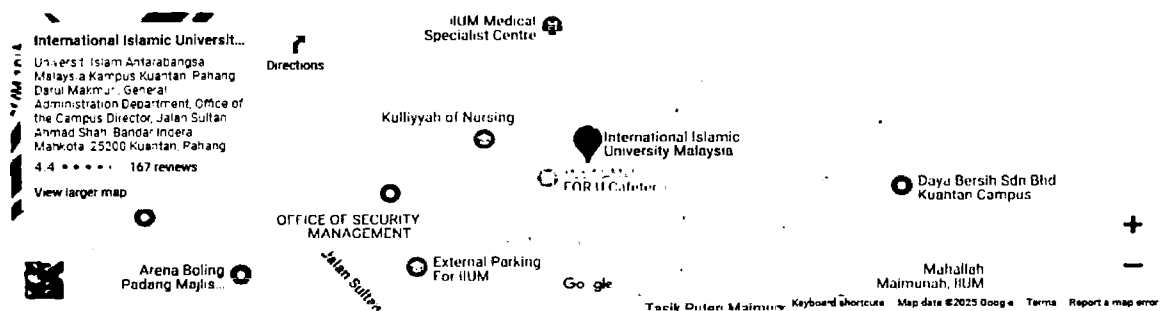 International Islamic Universit...
Universiti Islam Antarabangsa
Malaysia Kampus Kuantan, Pahang
Darul Makmur, General
Administration Department, Office of
the Campus Director, Jalan Sultan
Ahmad Shah, Bandar Indera
Mahkota, 25200 Kuantan, Pahang
4.4 167 reviews
View larger map
Directions
IIUM Medical
Specialist Centre
Kulliyyah of Nursing
International Islamic
University Malaysia
FOR U Cafeter
Daya Bersih Sdn Bhd
Kuantan Campus
OFFICE OF SECURITY
MANAGEMENT
Arena Boling
Padang Majlis...
Jalan Sultan
External Parking
For IIUM
Google
Mahallah
Maimunah, IIUM
+
−
Tasik Puteri
Keyboard shortcuts Map data ©2025 Google Terms Report a map error